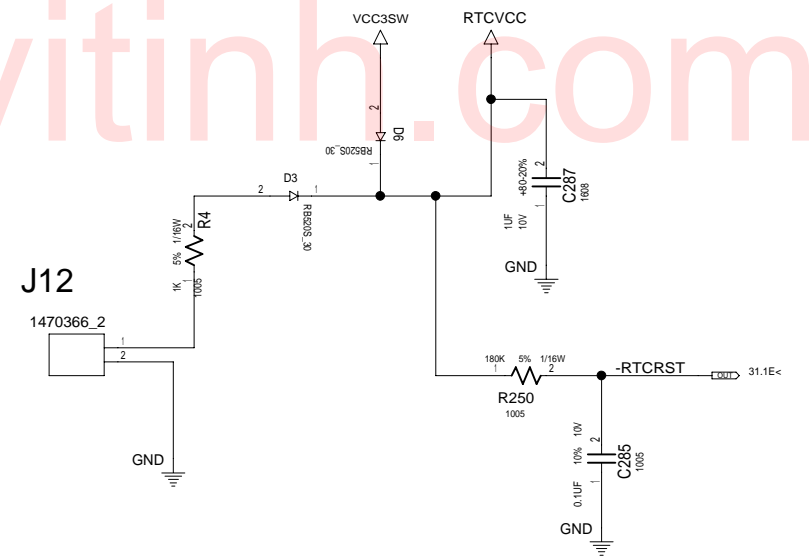 vitinh.com
VCC3SW
RTCVCC
2
D6
RB520S_30
1
D3
2
1
RB520S_30
2
+80-20%
C287
1608
1
1UF
10V
GND
2
R4
1/16W
5%
1K
1
1005
J12
1470366_2
1
2
GND
180K
5%
1/16W
1
2
R250
1005
-RTCRST
OUT
31.1E<
10V
2
10%
C285
1005
1
0.1UF
GND